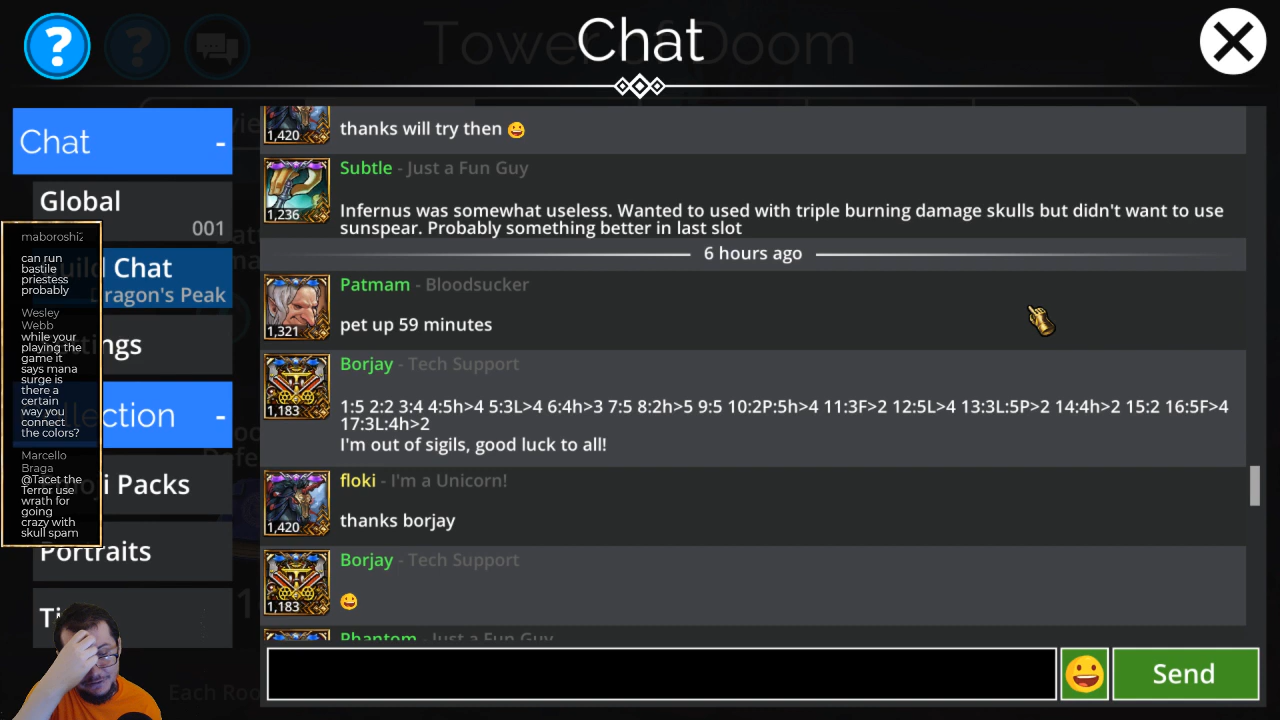 Tower of Doom
Chat
Chat -
Global
001
Guild Chat
Dragon's Peak
ings
ection -
ji Packs
Portraits
Ti
maboroshi2
can run
bastile
priestess
probably
Wesley
Webb
while your
playing the
game it
says mana
surge is
there a
certain
way you
connect
the colors?
Marcello
Braga
@Tacet the
Terror use
wrath for
going
crazy with
skull spam
1,420
thanks will try then 😀
Subtle - Just a Fun Guy
1,236
Infernus was somewhat useless. Wanted to used with triple burning damage skulls but didn't want to use
sunspear. Probably something better in last slot
6 hours ago
Patmam - Bloodsucker
1,321
pet up 59 minutes
Borjay - Tech Support
1,183
1:5 2:2 3:4 4:5h>4 5:3L>4 6:4h>3 7:5 8:2h>5 9:5 10:2P:5h>4 11:3F>2 12:5L>4 13:3L:5P>2 14:4h>2 15:2 16:5F>4
17:3L:4h>2
I'm out of sigils, good luck to all!
floki - I'm a Unicorn!
1,420
thanks borjay
Borjay - Tech Support
1,183
😀
Phantom - Just a Fun Guy
Send
Each Roo